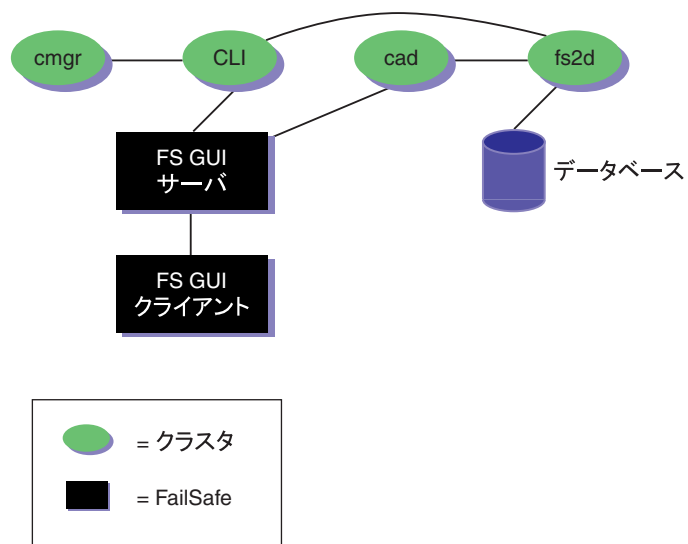 cmgr
CLI
cad
fs2d
FS GUI
サーバ
データベース
FS GUI
クライアント
= クラスタ
= FailSafe